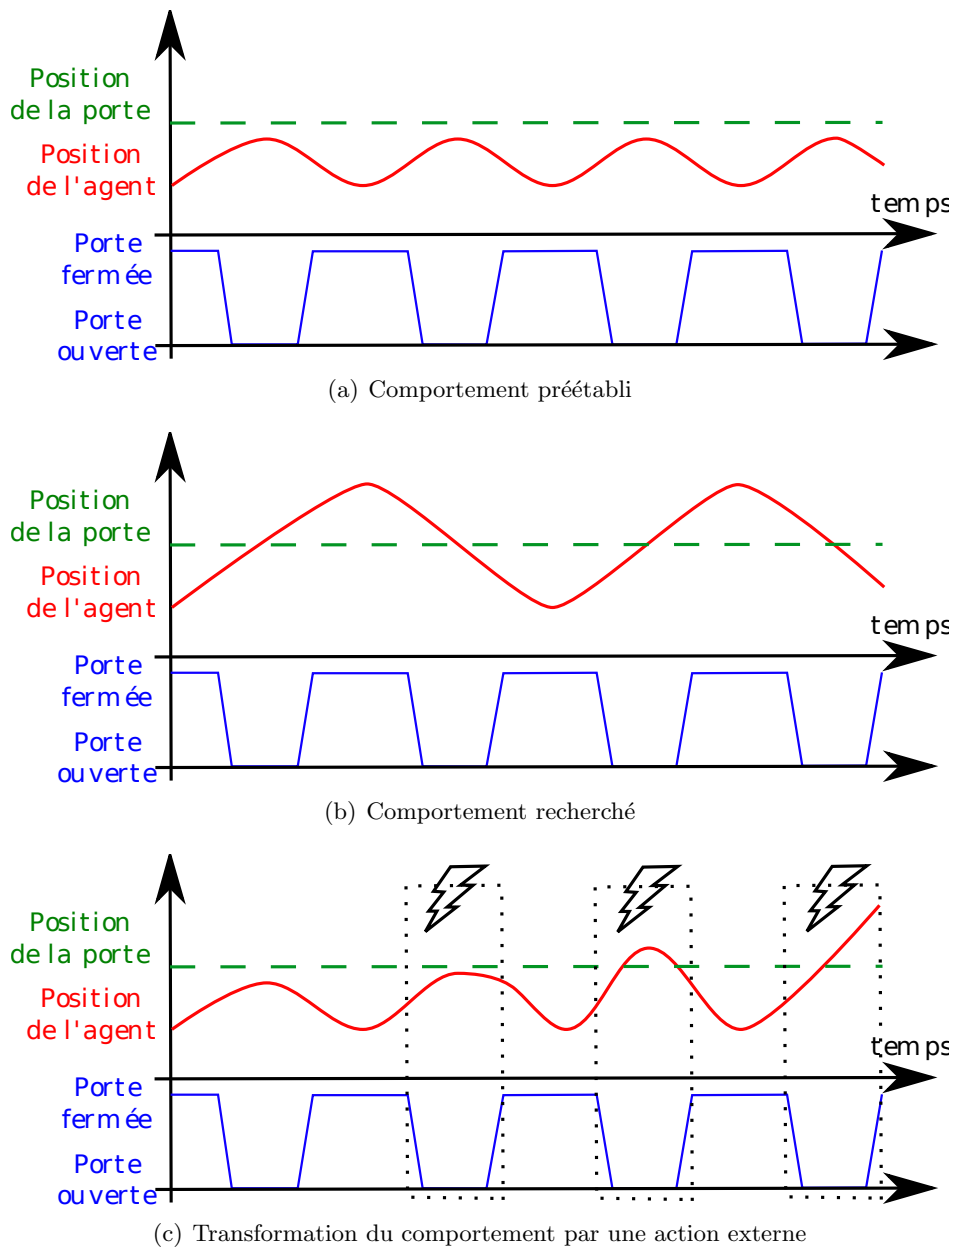 Position
de la porte
Position
de l'agent
temps
Porte
fermée
Porte
ouverte
(a) Comportement préétabli
Position
de la porte
Position
de l'agent
temps
Porte
fermée
Porte
ouverte
(b) Comportement recherché
Position
de la porte
Position
de l'agent
temps
Porte
fermée
Porte
ouverte
(c) Transformation du comportement par une action externe